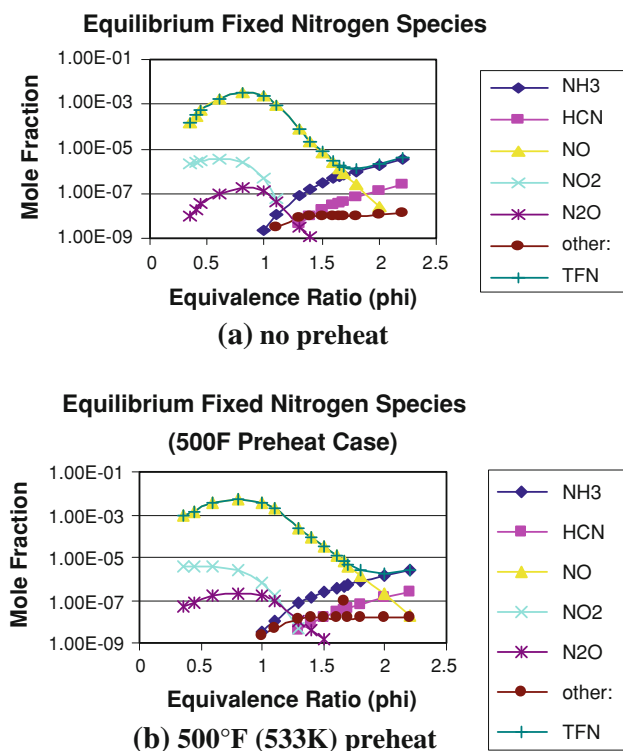 Equilibrium Fixed Nitrogen Species
1.00E-01
1.00E-03
1.00E-05
1.00E-07
1.00E-09
Mole Fraction
0 0.5 1 1.5 2 2.5
Equivalence Ratio (phi)
NH3
HCN
NO
NO2
N2O
other:
TFN
(a) no preheat
Equilibrium Fixed Nitrogen Species
(500F Preheat Case)
1.00E-01
1.00E-03
1.00E-05
1.00E-07
1.00E-09
Mole Fraction
0 0.5 1 1.5 2 2.5
Equivalence Ratio (phi)
NH3
HCN
NO
NO2
N2O
other:
TFN
(b) 500°F (533K) preheat